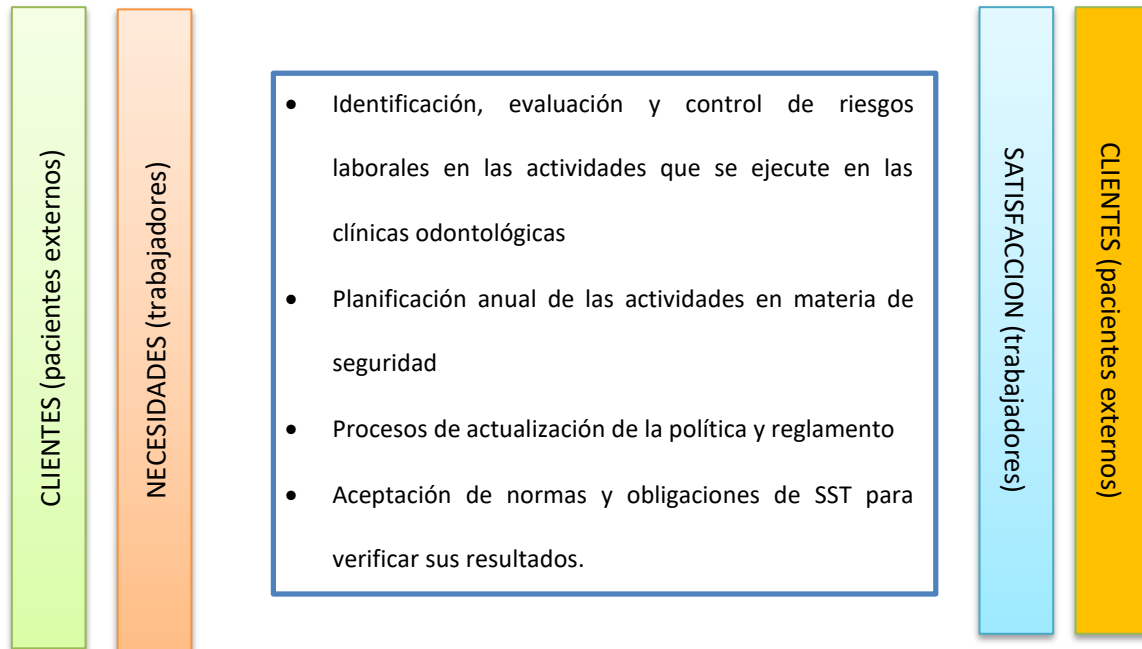 CLIENTES (pacientes externos)
NECESIDADES (trabajadores)
• Identificación, evaluación y control de riesgos
laborales en las actividades que se ejecute en las
clínicas odontológicas
• Planificación anual de las actividades en materia de
seguridad
• Procesos de actualización de la política y reglamento
• Aceptación de normas y obligaciones de SST para
verificar sus resultados.
SATISFACCION (trabajadores)
CLIENTES (pacientes externos)